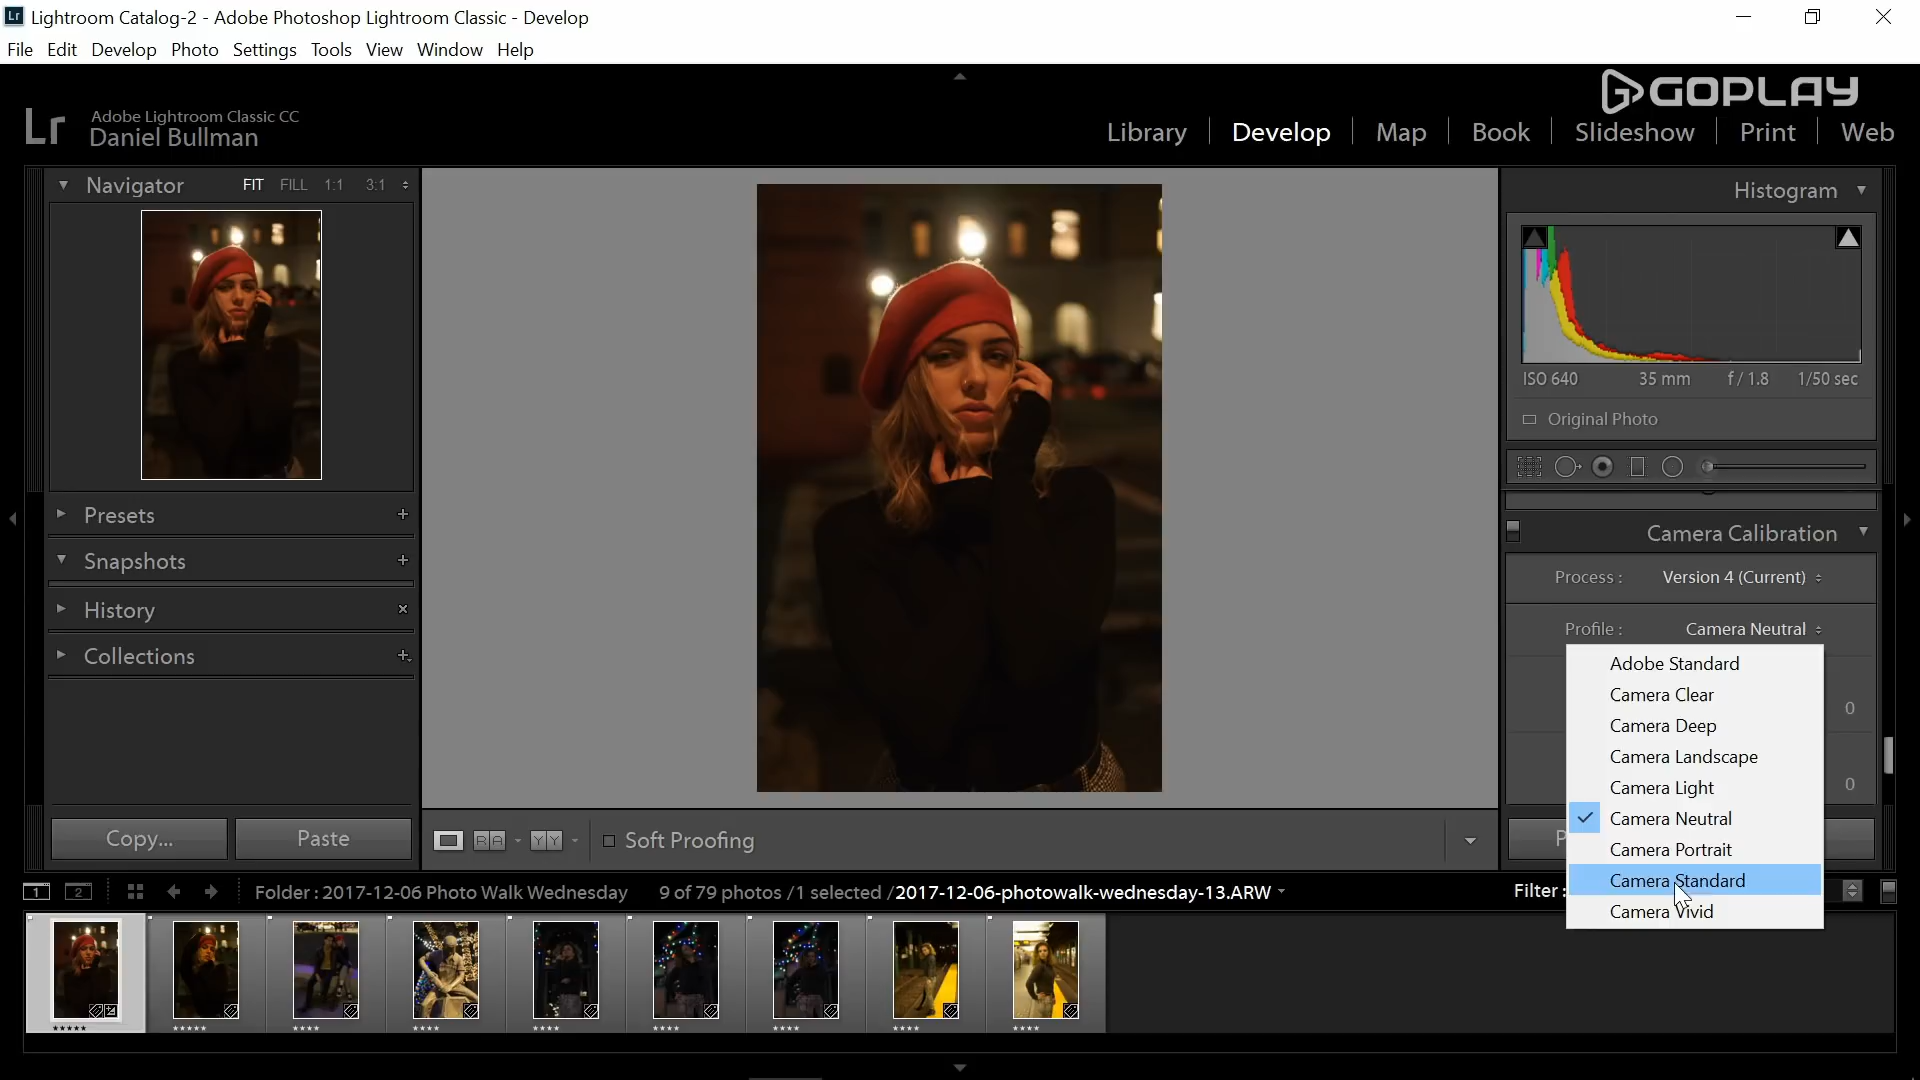 Lr Lightroom Catalog-2 - Adobe Photoshop Lightroom Classic - Develop
File Edit Develop Photo Settings Tools View Window Help
GOPLAY
Lr Adobe Lightroom Classic CC
Daniel Bullman
Library Develop Map Book Slideshow Print Web
Navigator FIT FILL 1:1 3:1
Histogram
ISO 640 35 mm f / 1.8 1/50 sec
Original Photo
Presets
Snapshots
History
Collections
Camera Calibration
Process : Version 4 (Current)
Profile : Camera Neutral
Adobe Standard
Camera Clear
0
Camera Deep
Camera Landscape
Camera Light
0
Camera Neutral
Camera Portrait
Camera Standard
Camera Vivid
Copy... Paste
R A Y Y Soft Proofing
P
1 2 Folder : 2017-12-06 Photo Walk Wednesday 9 of 79 photos / 1 selected / 2017-12-06-photowalk-wednesday-13.ARW Filter :